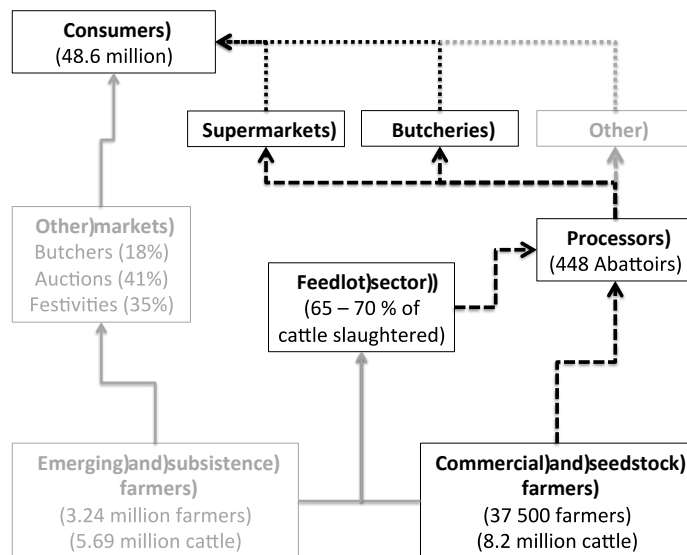 Consumers)
(48.6 million)
Supermarkets)
Butcheries)
Other)
Other)markets)
Butchers (18%)
Auctions (41%)
Festivities (35%)
Processors)
(448 Abattoirs)
Feedlot)sector))
(65 – 70 % of
cattle slaughtered)
Emerging)and)subsistence)
farmers)
(3.24 million farmers)
(5.69 million cattle)
Commercial)and)seedstock)
farmers)
(37 500 farmers)
(8.2 million cattle)